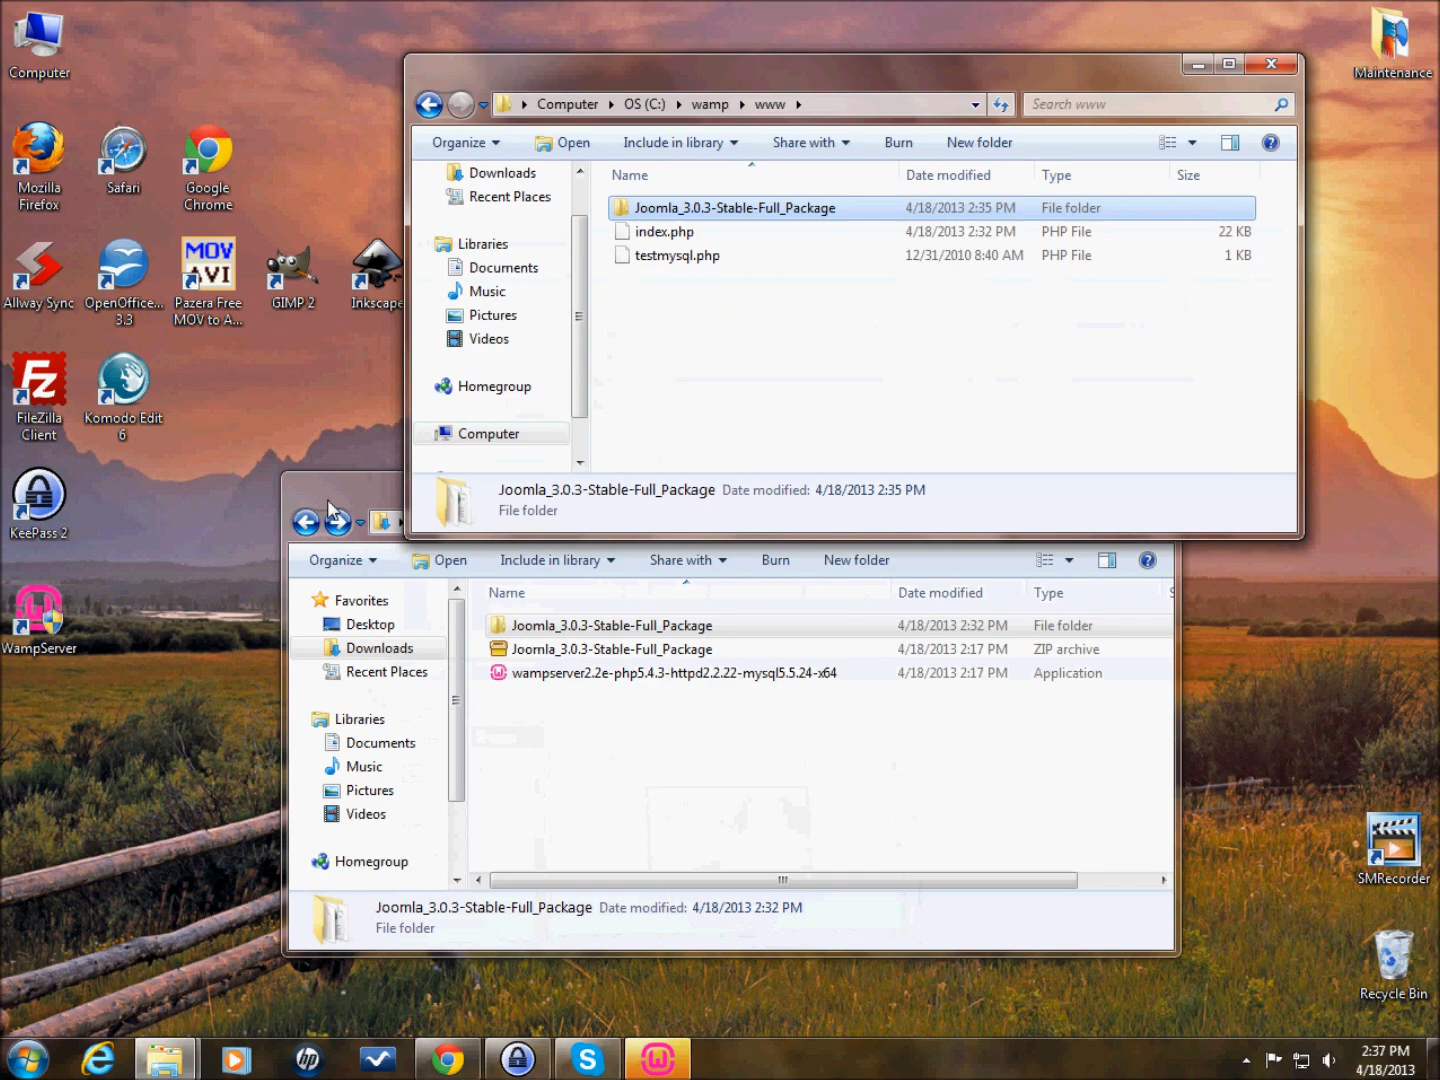 Computer
Maintenance
Mozilla
Firefox
Safari
Google
Chrome
Allway Sync
OpenOffice...
3.3
MOV
AVI
Pazera Free
MOV to A...
GIMP 2
Inkscape
Fz
FileZilla
Client
Komodo Edit
6
KeePass 2
WampServer
SMRecorder
Recycle Bin
Computer
OS (C:)
wamp
www
Search www
Organize
Open
Include in library
Share with
Burn
New folder
Downloads
Recent Places
Libraries
Documents
Music
Pictures
Videos
Homegroup
Computer
Name
Date modified
Type
Size
Joomla_3.0.3-Stable-Full_Package
4/18/2013 2:35 PM
File folder
index.php
4/18/2013 2:32 PM
PHP File
22 KB
testmysql.php
12/31/2010 8:40 AM
PHP File
1 KB
Joomla_3.0.3-Stable-Full_Package Date modified: 4/18/2013 2:35 PM
File folder
Organize
Open
Include in library
Share with
Burn
New folder
Favorites
Desktop
Downloads
Recent Places
Libraries
Documents
Music
Pictures
Videos
Homegroup
Name
Date modified
Type
S
Joomla_3.0.3-Stable-Full_Package
4/18/2013 2:32 PM
File folder
Joomla_3.0.3-Stable-Full_Package
4/18/2013 2:17 PM
ZIP archive
wampserver2.2e-php5.4.3-httpd2.2.22-mysql5.5.24-x64
4/18/2013 2:17 PM
Application
Joomla_3.0.3-Stable-Full_Package Date modified: 4/18/2013 2:32 PM
File folder
hp
2:37 PM
4/18/2013